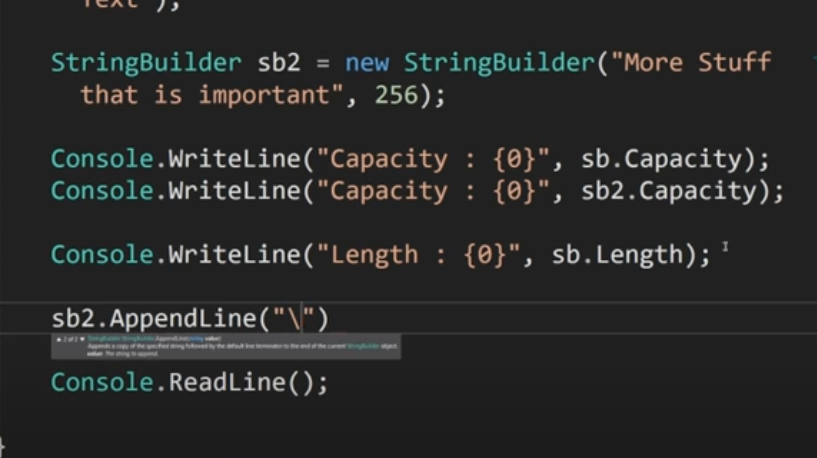 Text");
StringBuilder sb2 = new StringBuilder("More Stuff
that is important", 256);
Console.WriteLine("Capacity : {0}", sb.Capacity);
Console.WriteLine("Capacity : {0}", sb2.Capacity);
Console.WriteLine("Length : {0}", sb.Length);
sb2.AppendLine("\")
▲ 2 of 2 ▼ StringBuilder StringBuilder.AppendLine(string value)
Appends a copy of the specified string followed by the default line terminator to the end of the current StringBuilder object.
value: The string to append.
Console.ReadLine();
}